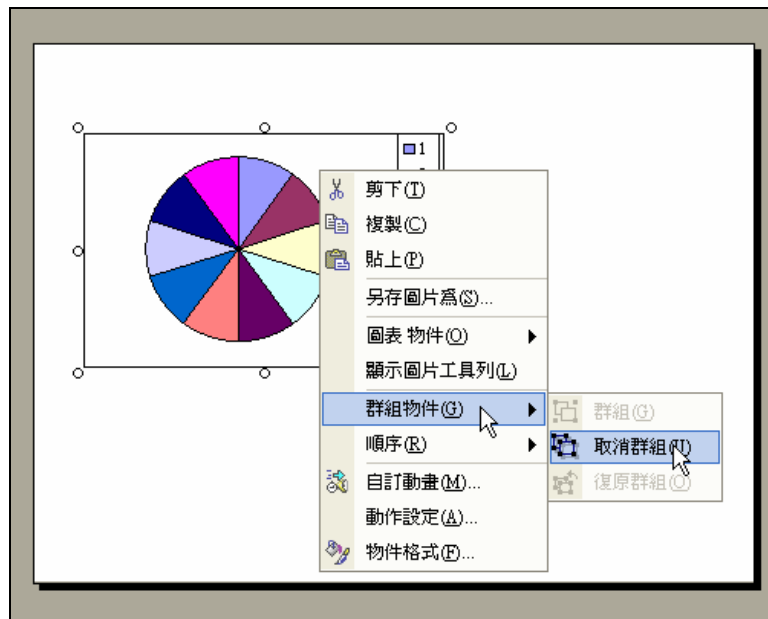 1
剪下(T)
複製(C)
貼上(P)
另存圖片為(S)...
圖表 物件(O)
顯示圖片工具列(L)
群組物件(G)
群組(G)
順序(R)
取消群組(U)
自訂動畫(M)...
復原群組(O)
動作設定(A)...
物件格式(F)...